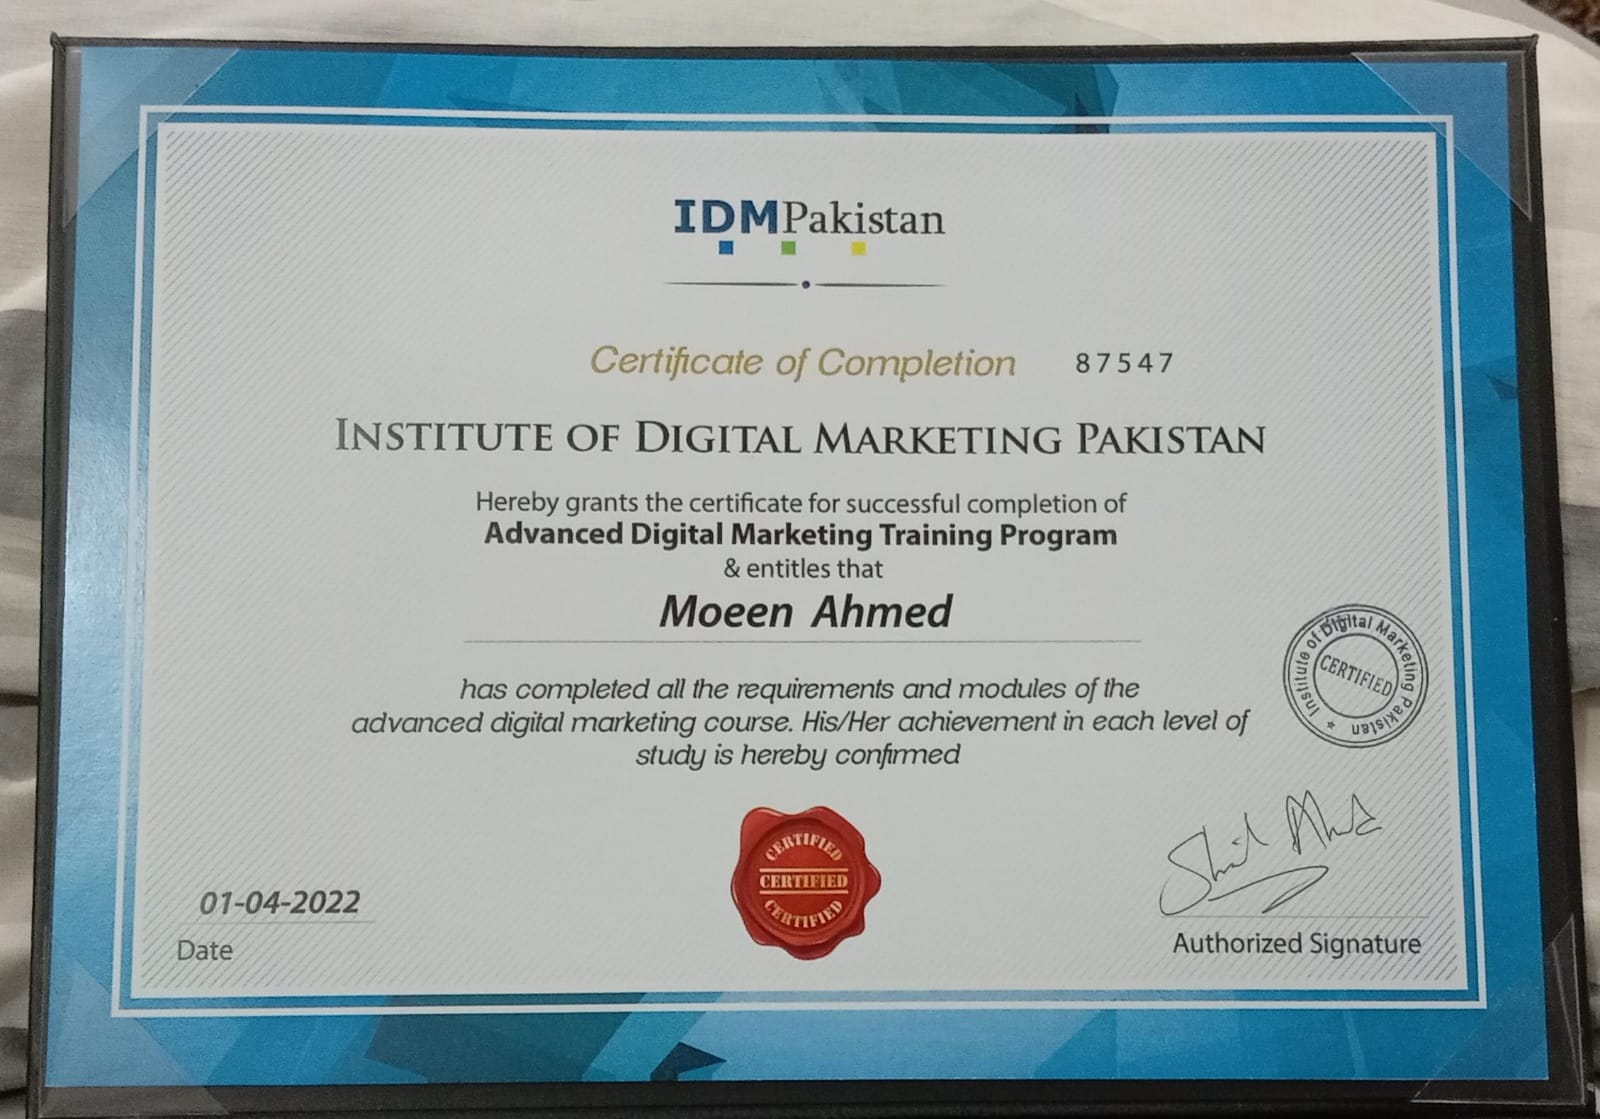 IDMPakistan
Certificate of Completion 87547
INSTITUTE OF DIGITAL MARKETING PAKISTAN
Hereby grants the certificate for successful completion of
Advanced Digital Marketing Training Program
& entitles that
Moeen Ahmed
has completed all the requirements and modules of the
advanced digital marketing course. His/Her achievement in each level of
study is hereby confirmed
Institute of Digital Marketing Pakistan
CERTIFIED
CERTIFIED
CERTIFIED
CERTIFIED
01-04-2022
Date
Authorized Signature